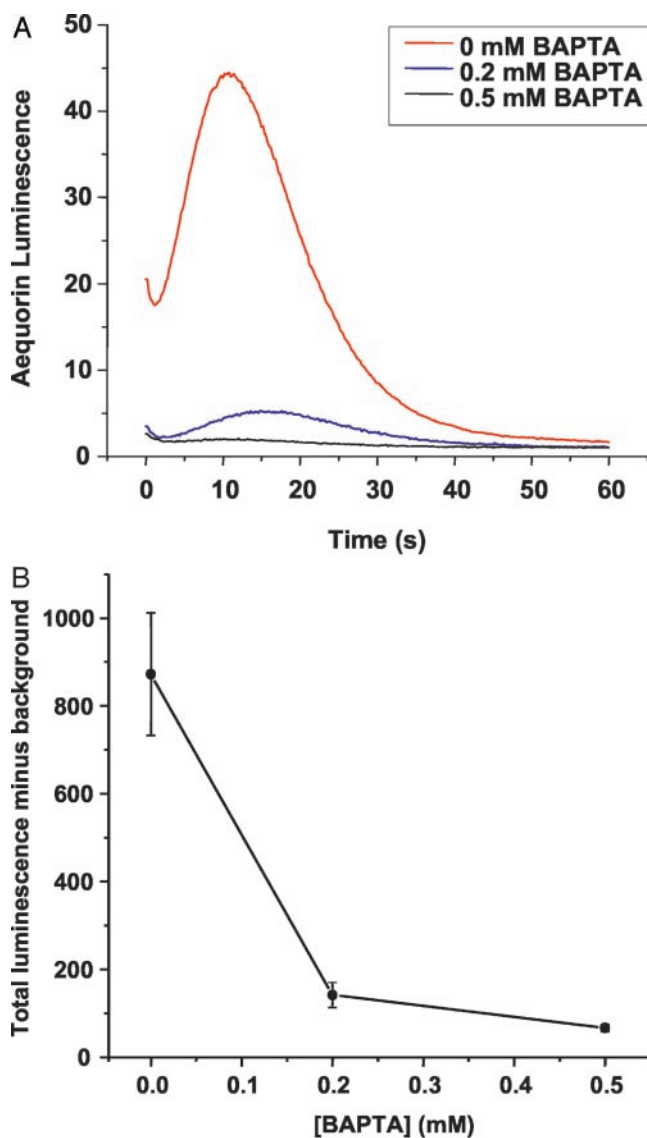 A
50
40
30
20
10
0
Aequorin Luminescence
0 mM BAPTA
0.2 mM BAPTA
0.5 mM BAPTA
0 10 20 30 40 50 60
Time (s)
B
1000
800
600
400
200
0
Total luminescence minus background
0.0 0.1 0.2 0.3 0.4 0.5
[BAPTA] (mM)